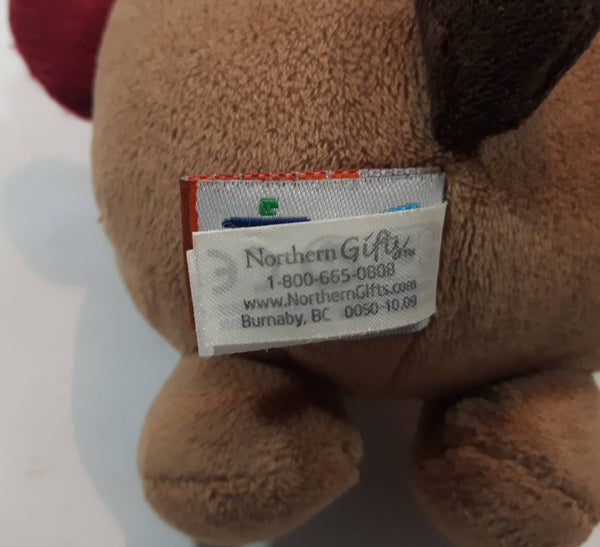 Northern Gifts
1-800-665-0808
www.NorthernGifts.com
Burnaby, BC 0050-10.09